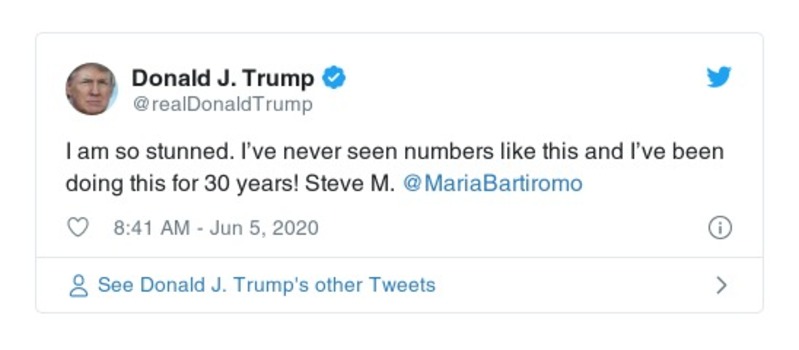 Donald J. Trump
@realDonaldTrump
I am so stunned. I’ve never seen numbers like this and I’ve been
doing this for 30 years! Steve M. @MariaBartiromo
8:41 AM - Jun 5, 2020
See Donald J. Trump's other Tweets